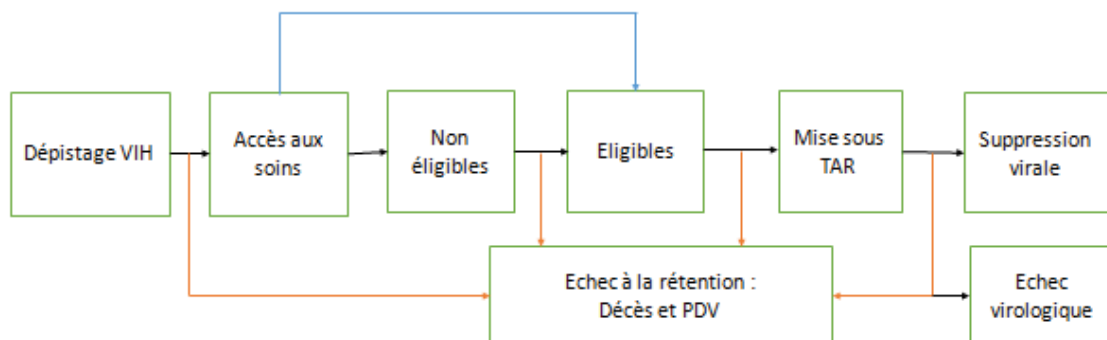 Dépistage VIH
Accès aux
soins
Non
éligibles
Eligibles
Mise sous
TAR
Suppression
virale
Echec à la rétention :
Décès et PDV
Echec
virologique